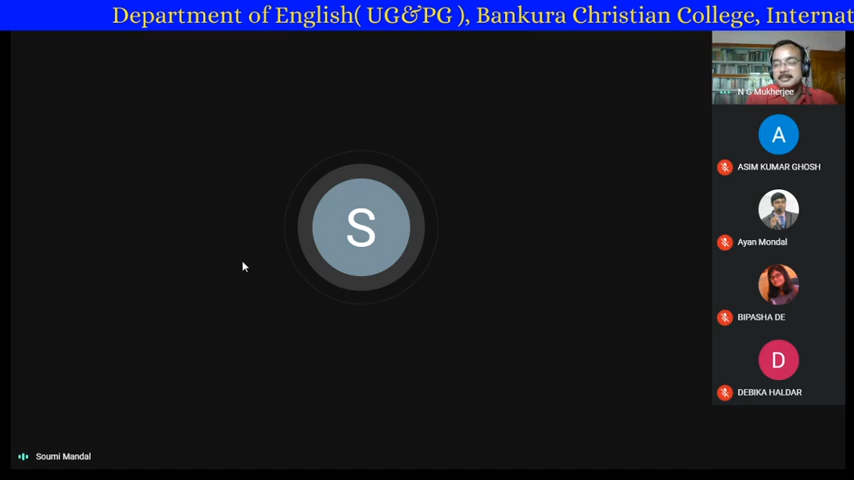 Department of English( UG&PG ), Bankura Christian College, Internat
N G Mukherjee
A
ASIM KUMAR GHOSH
Ayan Mondal
BIPASHA DE
D
DEBIKA HALDAR
S
Soumi Mandal